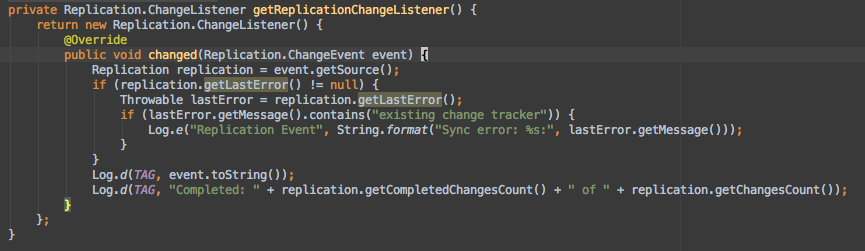 private Replication.ChangeListener getReplicationChangeListener() {
    return new Replication.ChangeListener() {
        @Override
        public void changed(Replication.ChangeEvent event) {
            Replication replication = event.getSource();
            if (replication.getLastError() != null) {
                Throwable lastError = replication.getLastError();
                if (lastError.getMessage().contains("existing change tracker")) {
                    Log.e("Replication Event", String.format("Sync error: %s:", lastError.getMessage()));
                }
            }
            Log.d(TAG, event.toString());
            Log.d(TAG, "Completed: " + replication.getCompletedChangesCount() + " of " + replication.getChangesCount());
        }
    };
}